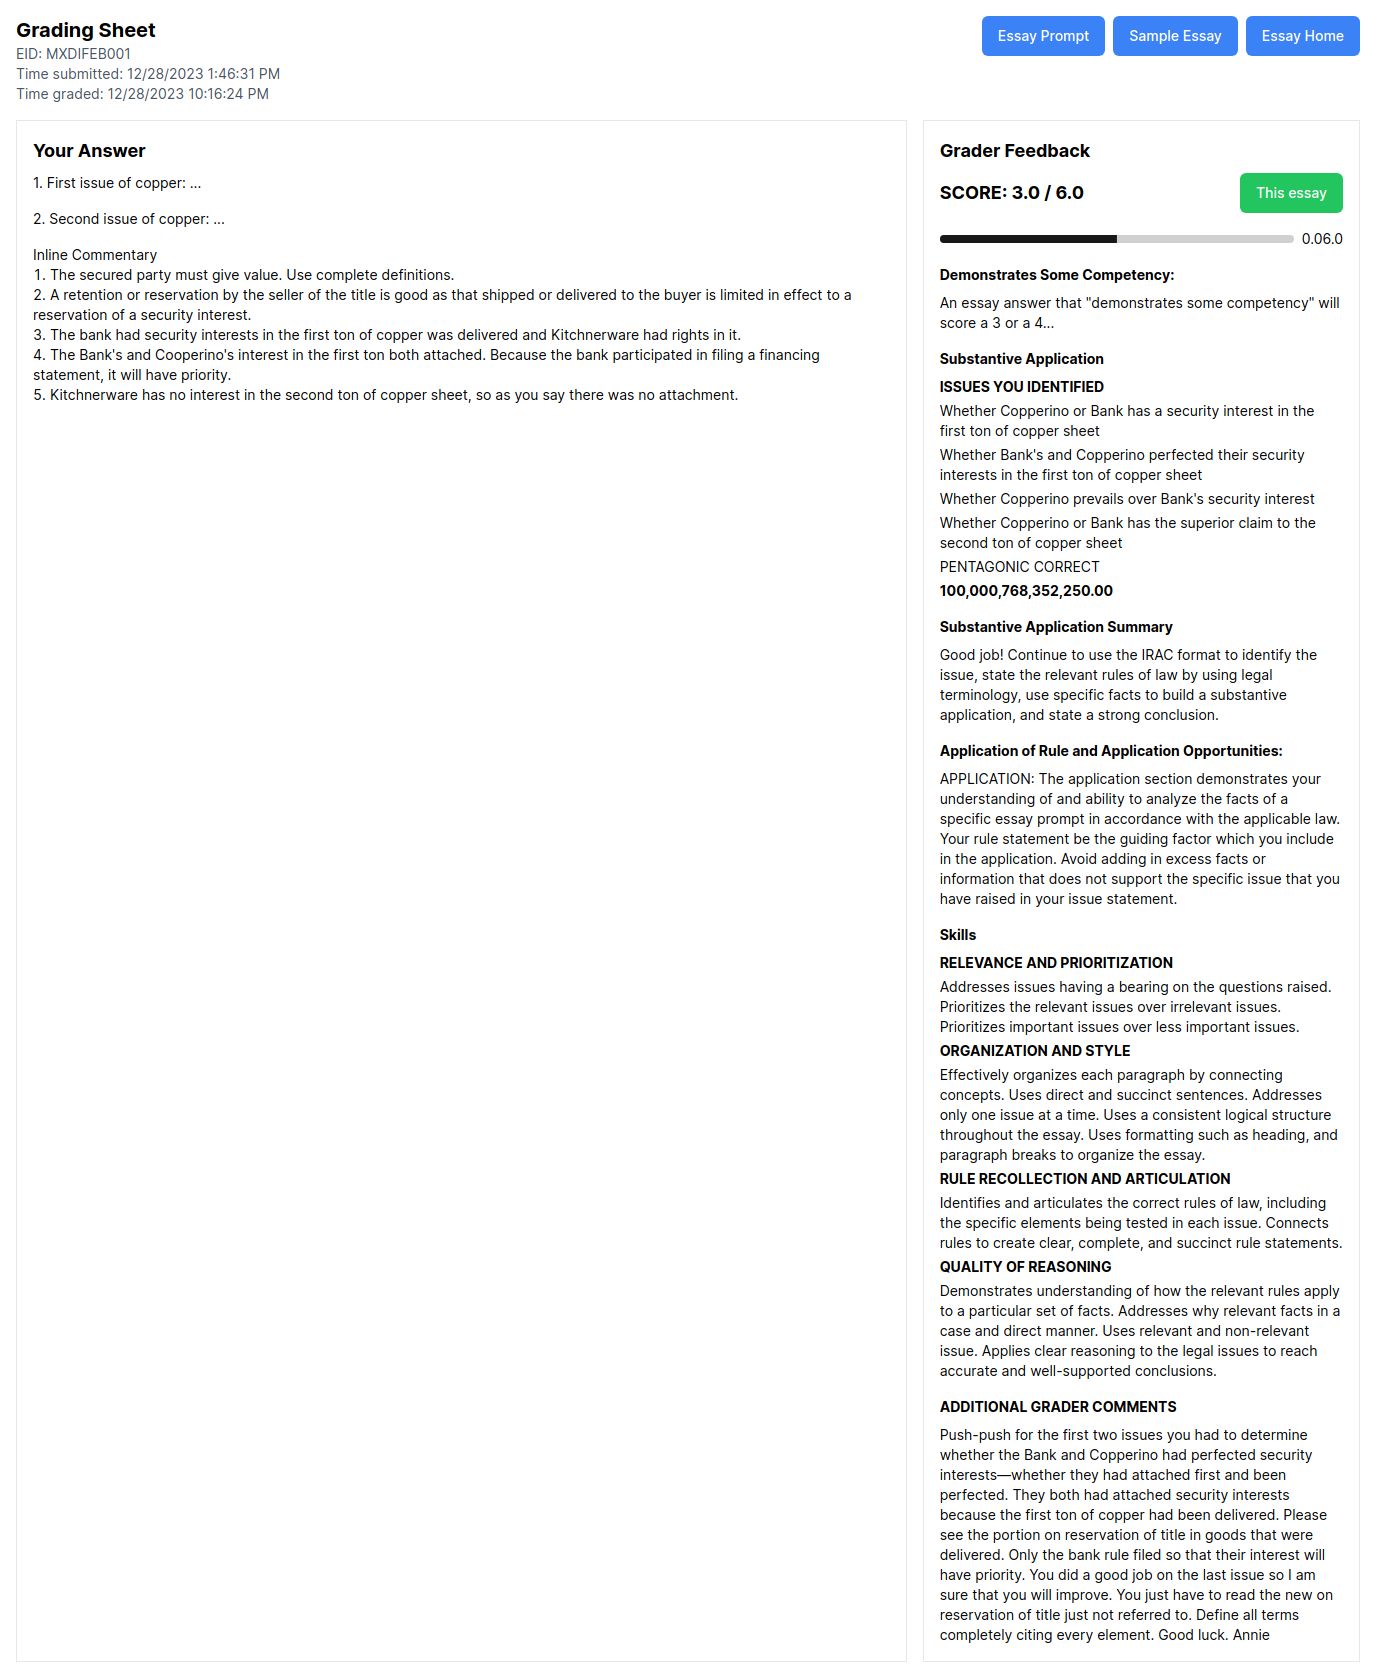 Grading Sheet
EID: MXDIFEB001
Time submitted: 12/28/2023 1:46:31 PM
Time graded: 12/28/2023 10:16:24 PM
Essay Prompt
Sample Essay
Essay Home
Your Answer
1. First issue of copper: ...
2. Second issue of copper: ...
Inline Commentary
1. The secured party must give value. Use complete definitions.
2. A retention or reservation by the seller of the title is good as that shipped or delivered to the buyer is limited in effect to a
reservation of a security interest.
3. The bank had security interests in the first ton of copper was delivered and Kitchnerware had rights in it.
4. The Bank's and Cooperino's interest in the first ton both attached. Because the bank participated in filing a financing
statement, it will have priority.
5. Kitchnerware has no interest in the second ton of copper sheet, so as you say there was no attachment.
Grader Feedback
SCORE: 3.0 / 6.0
This essay
0.06.0
Demonstrates Some Competency:
An essay answer that "demonstrates some competency" will
score a 3 or a 4...
Substantive Application
ISSUES YOU IDENTIFIED
Whether Copperino or Bank has a security interest in the
first ton of copper sheet
Whether Bank's and Copperino perfected their security
interests in the first ton of copper sheet
Whether Copperino prevails over Bank's security interest
Whether Copperino or Bank has the superior claim to the
second ton of copper sheet
PENTAGONIC CORRECT
100,000,768,352,250.00
Substantive Application Summary
Good job! Continue to use the IRAC format to identify the
issue, state the relevant rules of law by using legal
terminology, use specific facts to build a substantive
application, and state a strong conclusion.
Application of Rule and Application Opportunities:
APPLICATION: The application section demonstrates your
understanding of and ability to analyze the facts of a
specific essay prompt in accordance with the applicable law.
Your rule statement be the guiding factor which you include
in the application. Avoid adding in excess facts or
information that does not support the specific issue that you
have raised in your issue statement.
Skills
RELEVANCE AND PRIORITIZATION
Addresses issues having a bearing on the questions raised.
Prioritizes the relevant issues over irrelevant issues.
Prioritizes important issues over less important issues.
ORGANIZATION AND STYLE
Effectively organizes each paragraph by connecting
concepts. Uses direct and succinct sentences. Addresses
only one issue at a time. Uses a consistent logical structure
throughout the essay. Uses formatting such as heading, and
paragraph breaks to organize the essay.
RULE RECOLLECTION AND ARTICULATION
Identifies and articulates the correct rules of law, including
the specific elements being tested in each issue. Connects
rules to create clear, complete, and succinct rule statements.
QUALITY OF REASONING
Demonstrates understanding of how the relevant rules apply
to a particular set of facts. Addresses why relevant facts in a
case and direct manner. Uses relevant and non-relevant
issue. Applies clear reasoning to the legal issues to reach
accurate and well-supported conclusions.
ADDITIONAL GRADER COMMENTS
Push-push for the first two issues you had to determine
whether the Bank and Copperino had perfected security
interests—whether they had attached first and been
perfected. They both had attached security interests
because the first ton of copper had been delivered. Please
see the portion on reservation of title in goods that were
delivered. Only the bank rule filed so that their interest will
have priority. You did a good job on the last issue so I am
sure that you will improve. You just have to read the new on
reservation of title just not referred to. Define all terms
completely citing every element. Good luck. Annie